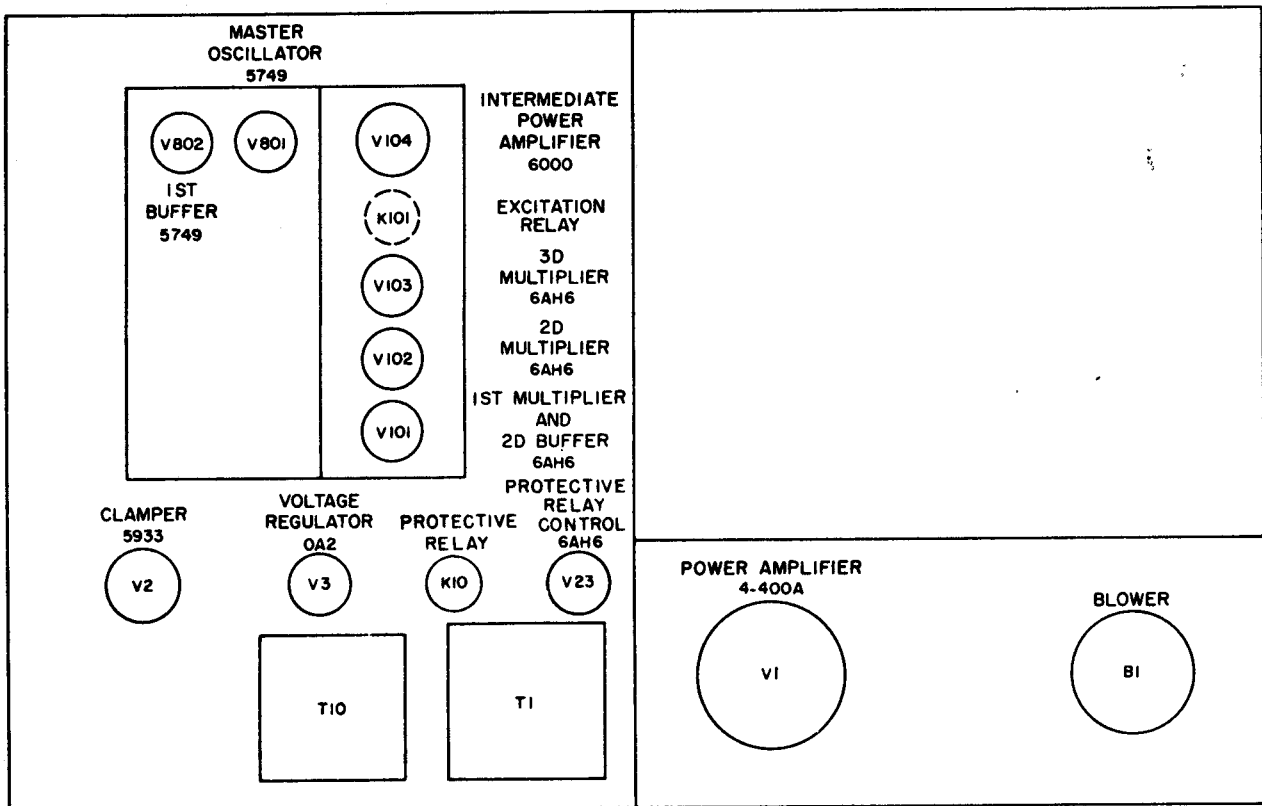 MASTER
OSCILLATOR
5749
V802
V801
1ST
BUFFER
5749
V104
INTERMEDIATE
POWER
AMPLIFIER
6000
K101
EXCITATION
RELAY
V103
3D
MULTIPLIER
6AH6
V102
2D
MULTIPLIER
6AH6
V101
1ST MULTIPLIER
AND
2D BUFFER
6AH6
CLAMPER
5933
V2
VOLTAGE
REGULATOR
OA2
V3
PROTECTIVE
RELAY
K10
PROTECTIVE
RELAY
CONTROL
6AH6
V23
T10
T1
POWER AMPLIFIER
4-400A
V1
BLOWER
B1